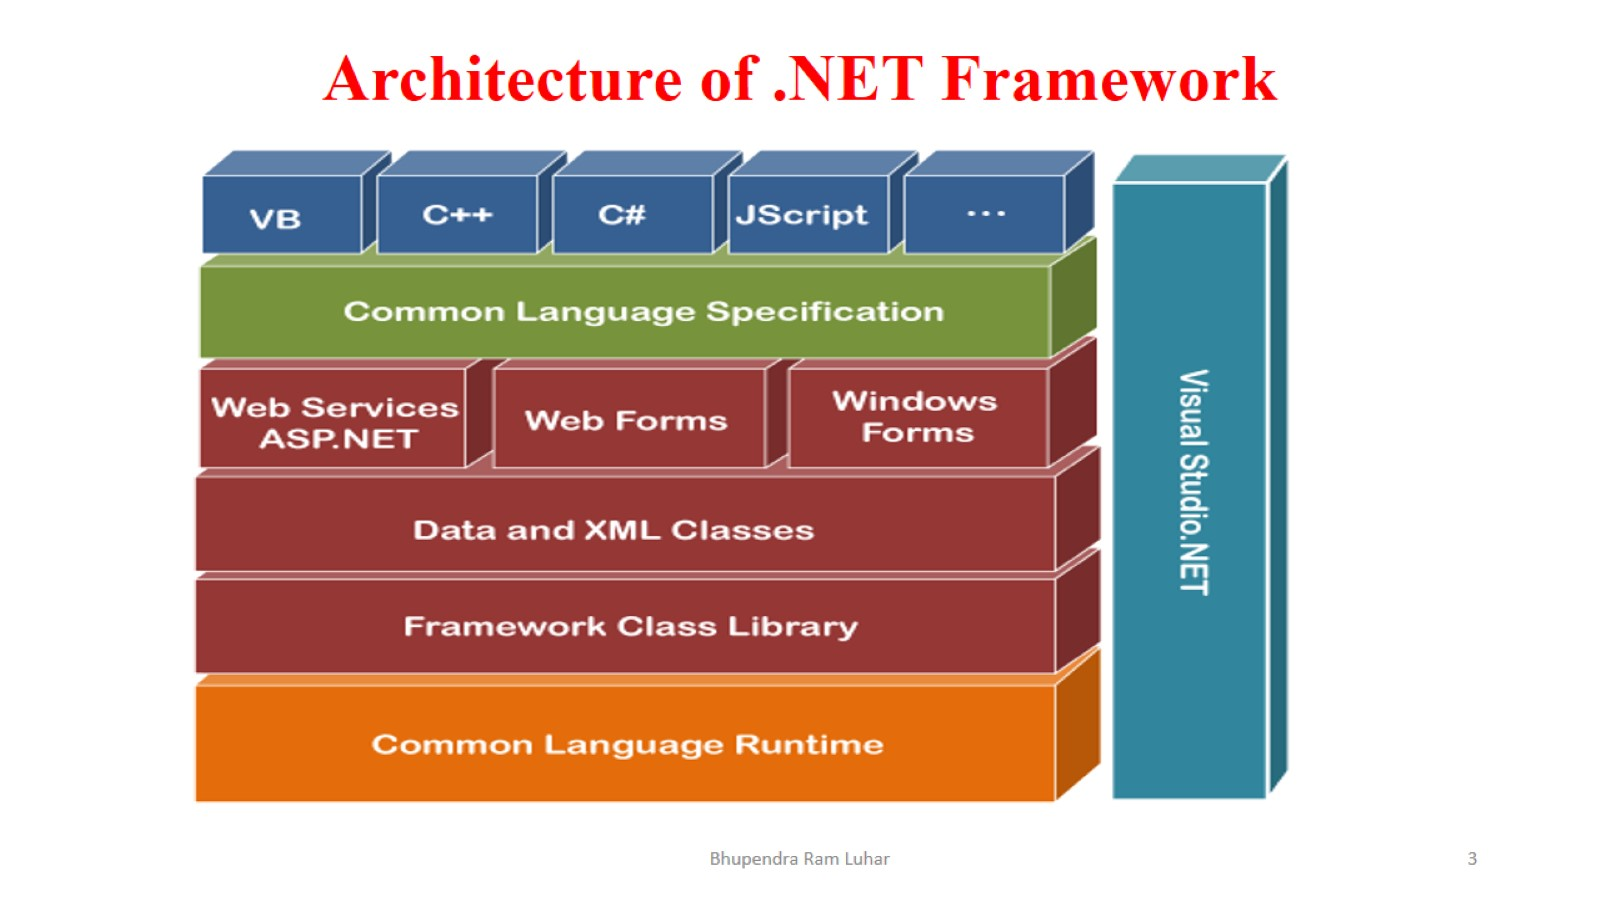 Architecture of .NET Framework
VB
C++
C#
JScript
...
Common Language Specification
Web Services
ASP.NET
Web Forms
Windows
Forms
Data and XML Classes
Framework Class Library
Common Language Runtime
Visual Studio.NET
Bhupendra Ram Luhar
3